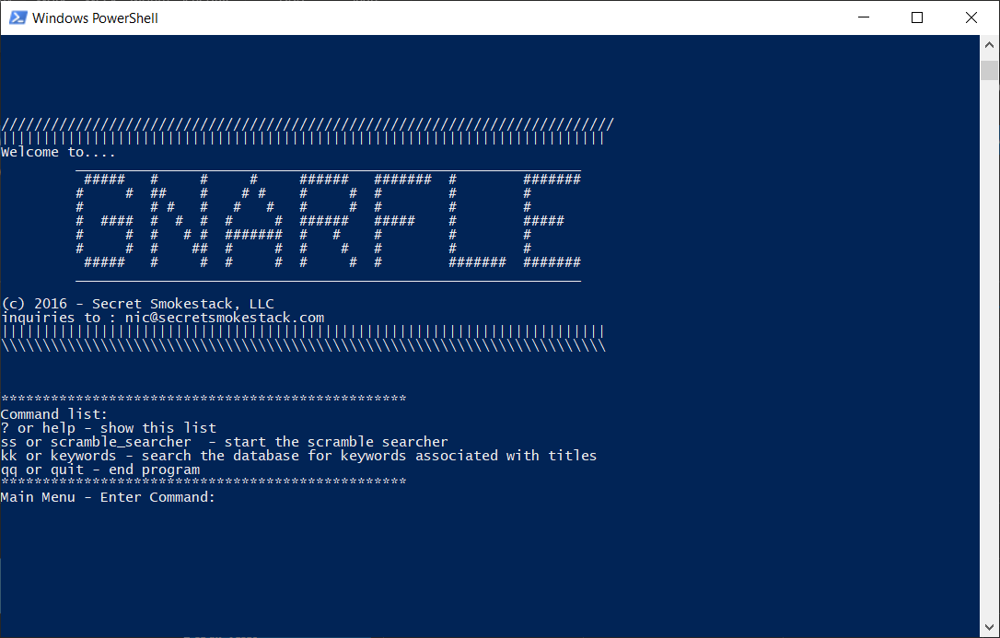 Windows PowerShell
//////////////////////////////////////////////////////////////////////////
|||||||||||||||||||||||||||||||||||||||||||||||||||||||||||||||||||||||||
Welcome to....
GNARFLE
(c) 2016 - Secret Smokestack, LLC
inquiries to : nic@secretsmokestack.com
|||||||||||||||||||||||||||||||||||||||||||||||||||||||||||||||||||||||||
\\\\\\\\\\\\\\\\\\\\\\\\\\\\\\\\\\\\\\\\\\\\\\\\\\\\\\\\\\\\\\\\\\\\\\\\\
*************************************************
Command list:
? or help - show this list
ss or scramble_searcher  - start the scramble searcher
kk or keywords - search the database for keywords associated with titles
qq or quit - end program
*************************************************
Main Menu - Enter Command: